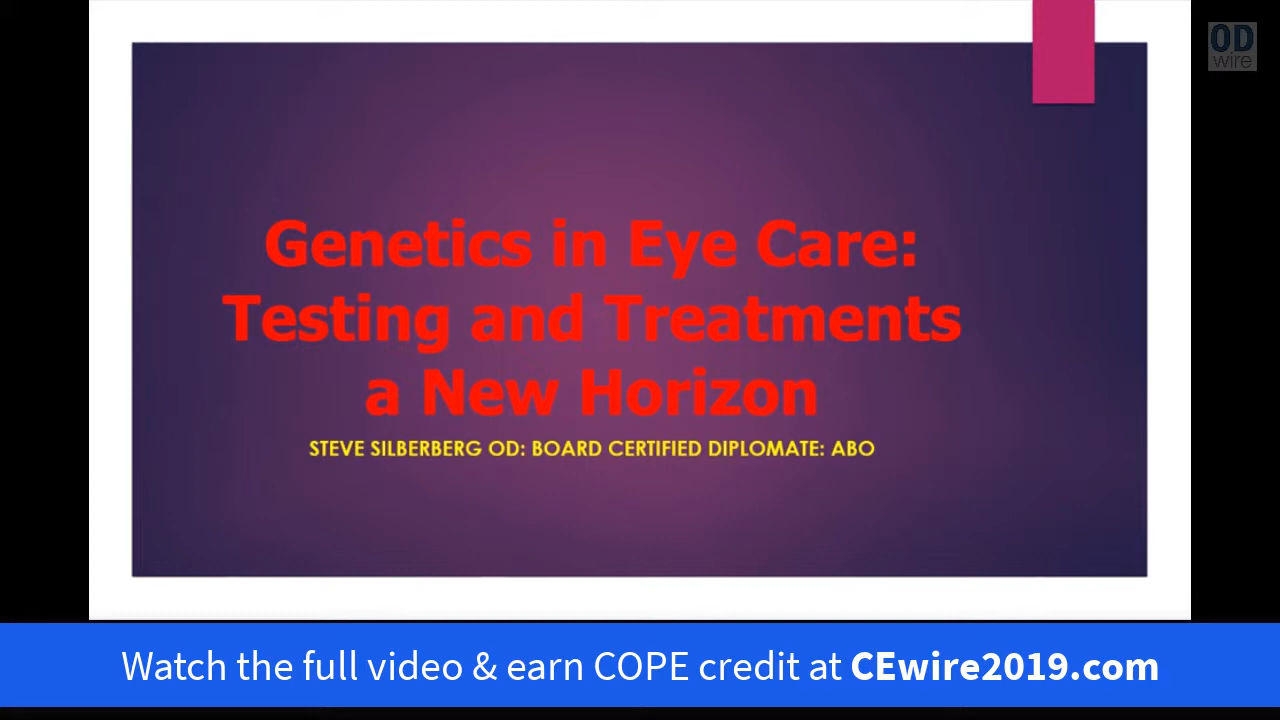 OD
wire
Genetics in Eye Care:
Testing and Treatments
a New Horizon
STEVE SILBERBERG OD: BOARD CERTIFIED DIPLOMATE: ABO
Watch the full video & earn COPE credit at CEwire2019.com